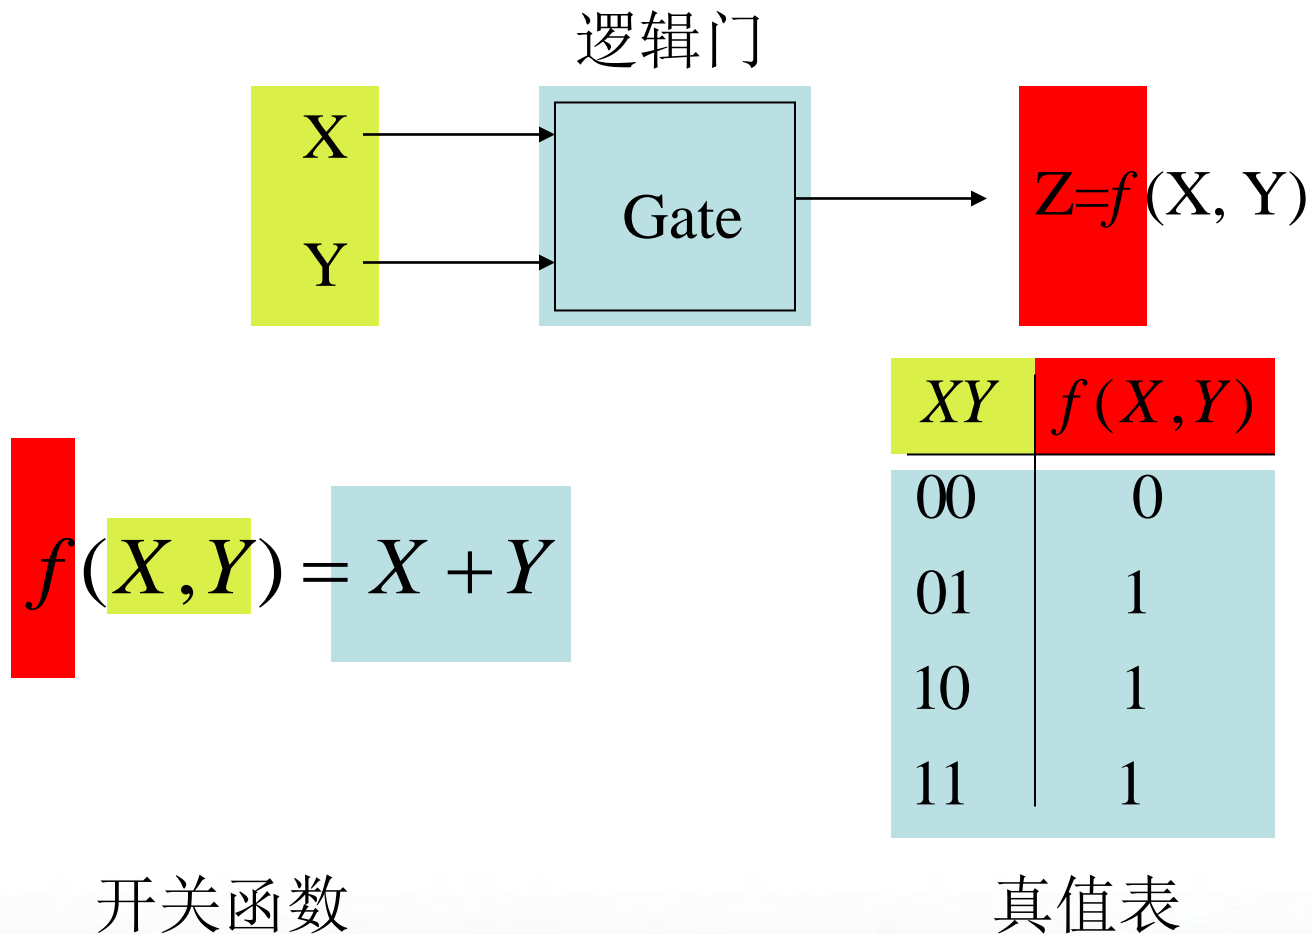 逻辑门
X
Y
Gate
Z=f(X, Y)
XY f(X,Y)
00 0
01 1
10 1
11 1
f(X,Y)=X+Y
开关函数
真值表